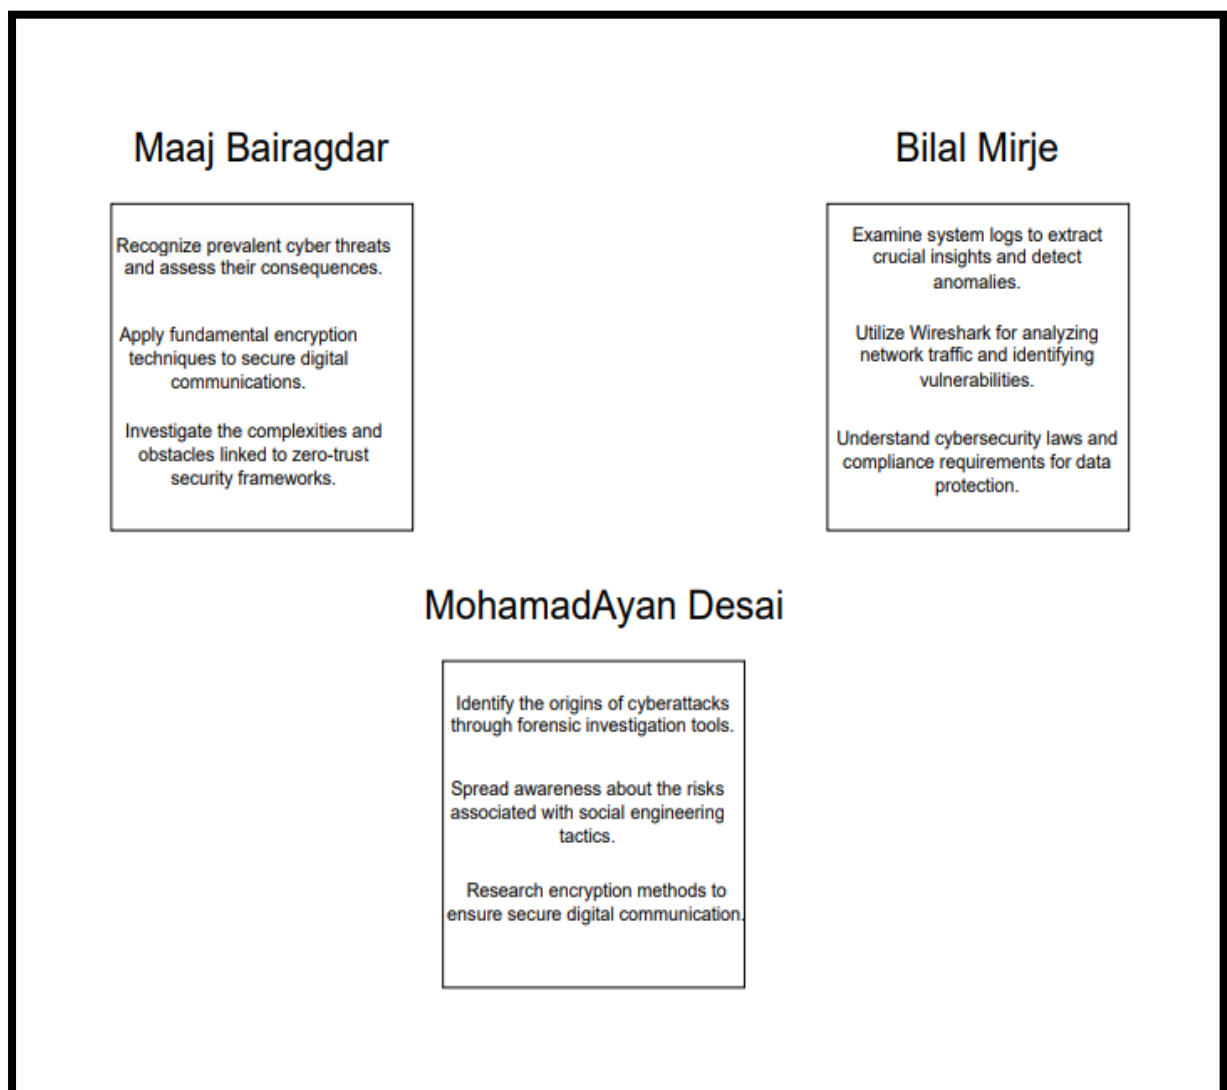 Maaj Bairagdar
Recognize prevalent cyber threats
and assess their consequences.
Apply fundamental encryption
techniques to secure digital
communications.
Investigate the complexities and
obstacles linked to zero-trust
security frameworks.
Bilal Mirje
Examine system logs to extract
crucial insights and detect
anomalies.
Utilize Wireshark for analyzing
network traffic and identifying
vulnerabilities.
Understand cybersecurity laws and
compliance requirements for data
protection.
MohamadAyan Desai
Identify the origins of cyberattacks
through forensic investigation tools.
Spread awareness about the risks
associated with social engineering
tactics.
Research encryption methods to
ensure secure digital communication.